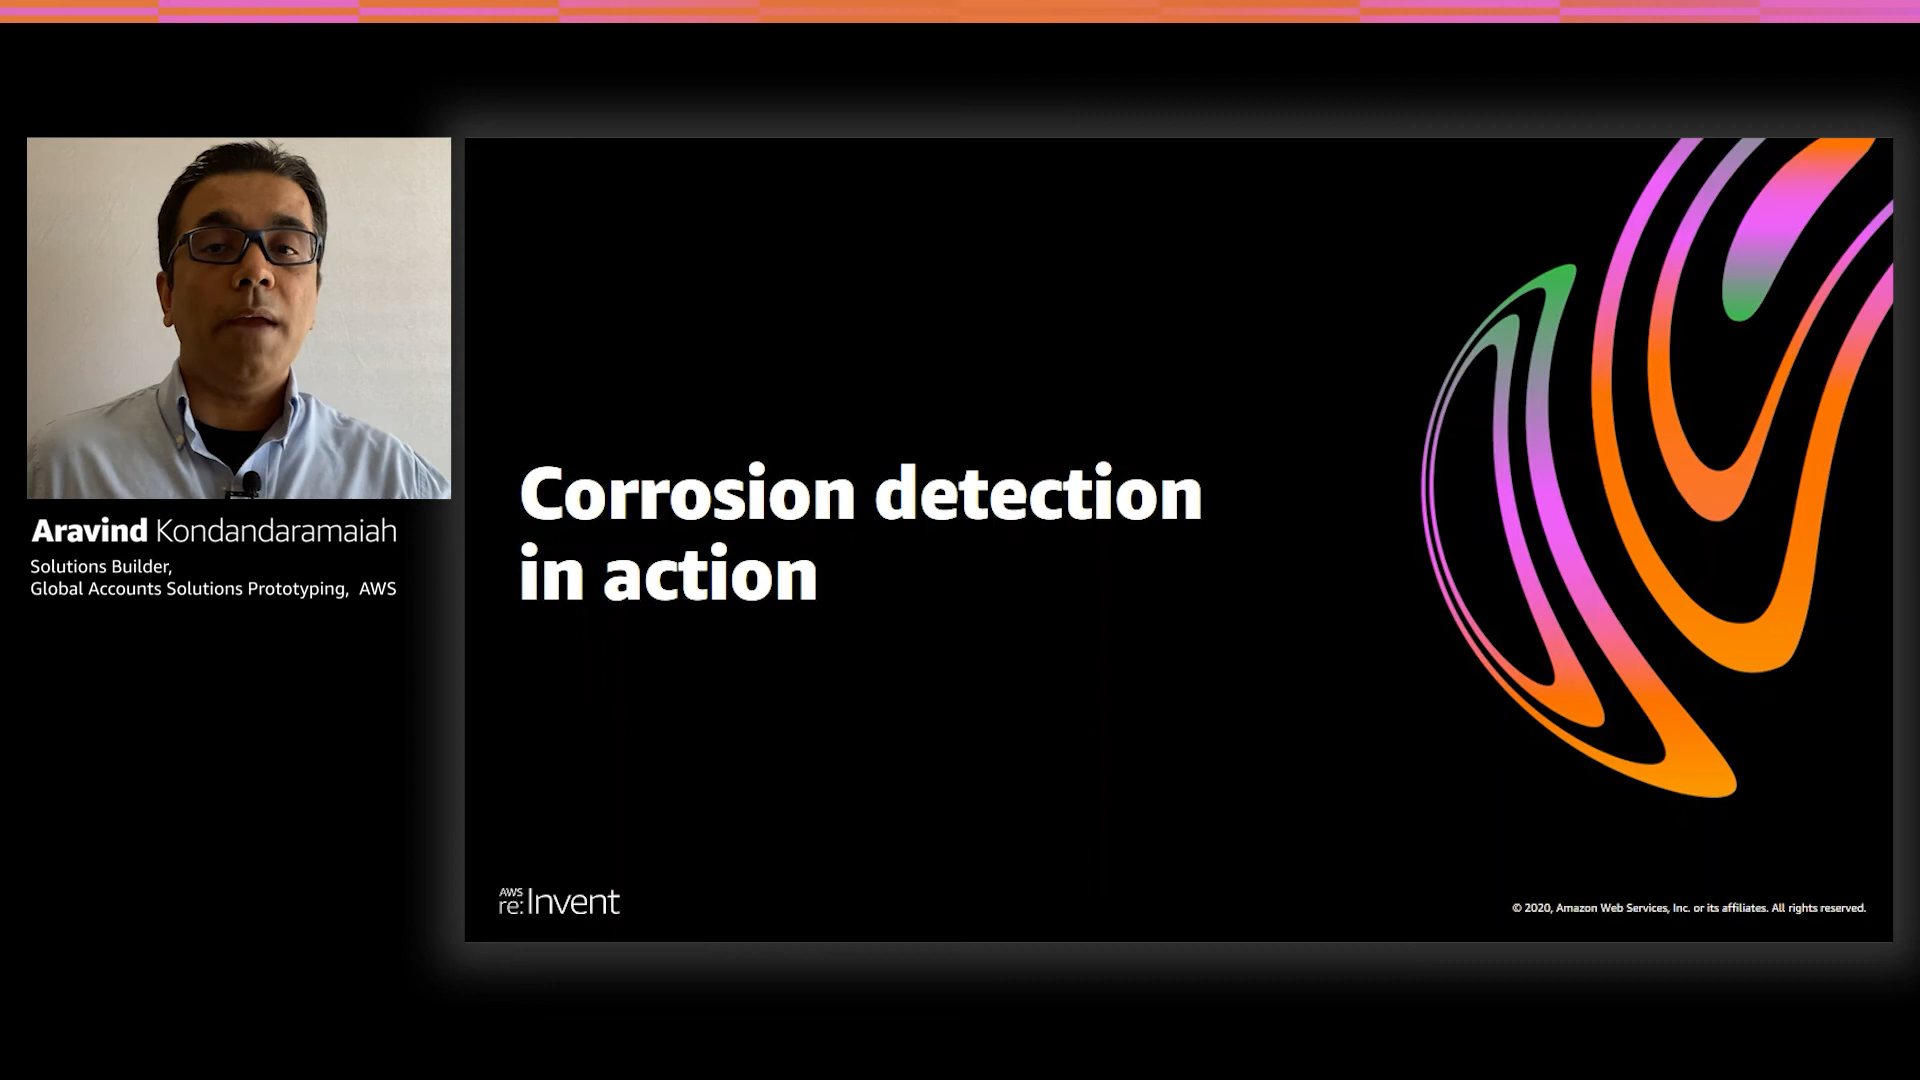 Aravind Kondandaramaiah
Solutions Builder,
Global Accounts Solutions Prototyping, AWS
Corrosion detection
in action
AWS
re:Invent
© 2020, Amazon Web Services, Inc. or its affiliates. All rights reserved.